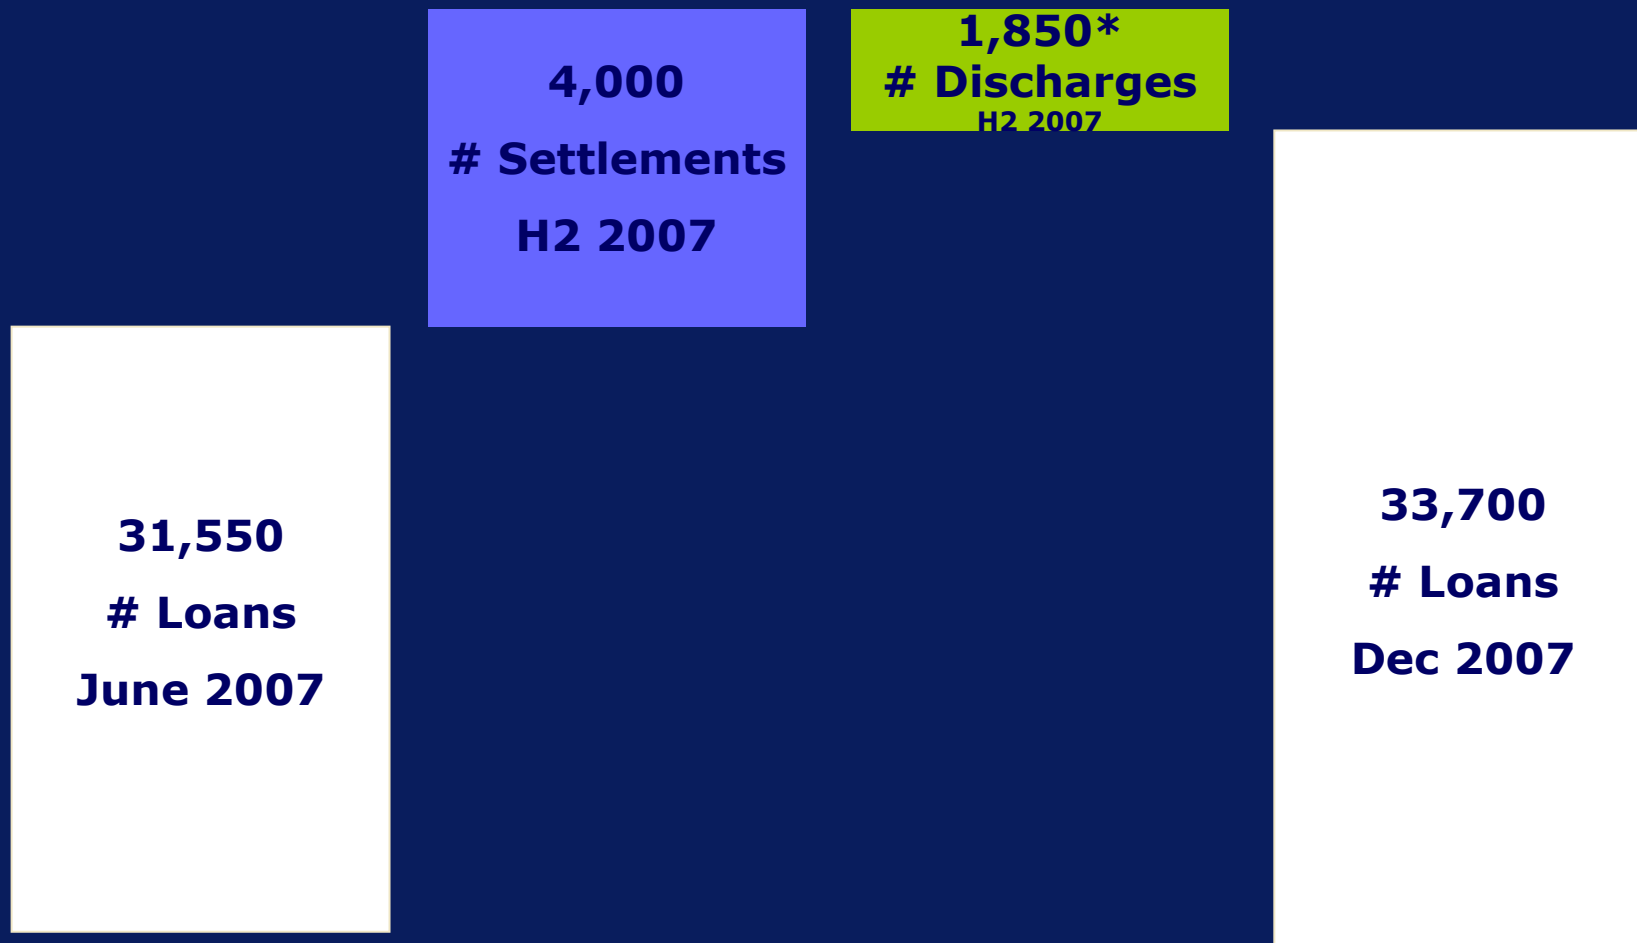 31,550
# Loans
June 2007
4,000
# Settlements
H2 2007
1,850*
# Discharges
H2 2007
33,700
# Loans
Dec 2007